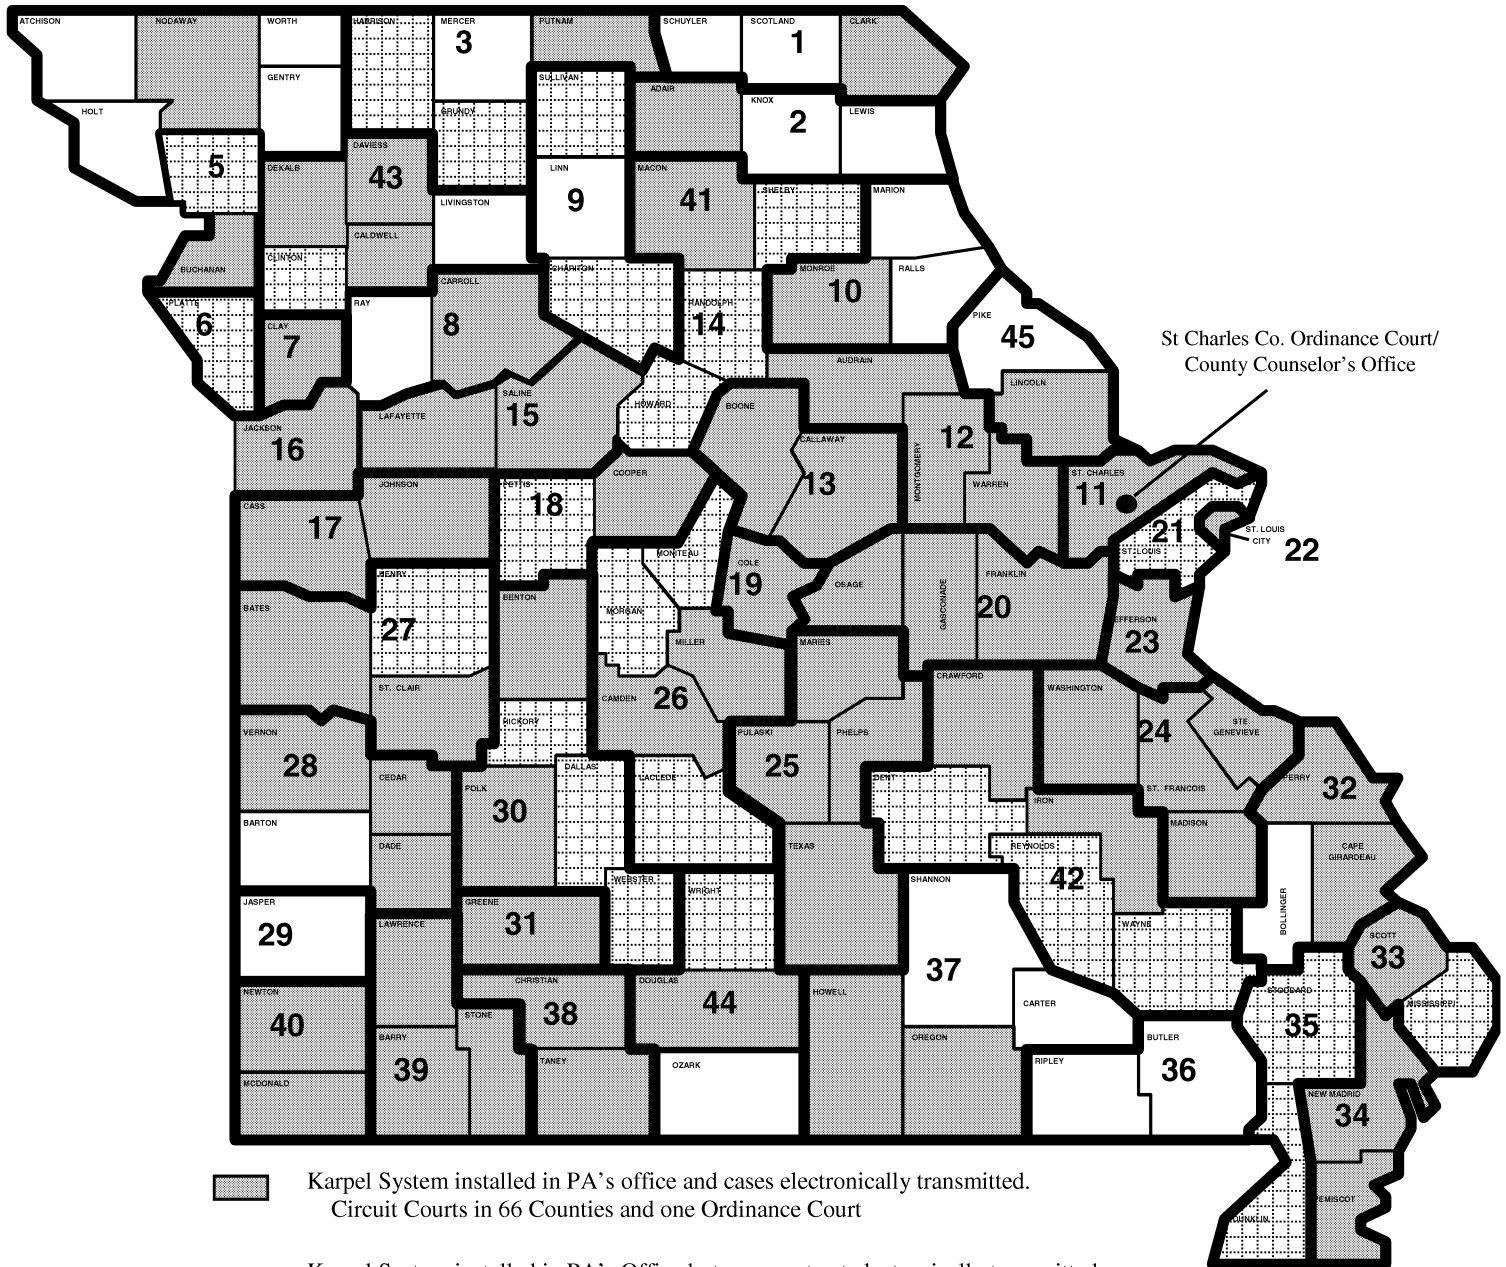 ATCHISON
NODAWAY
WORTH
HARRISON
MERCER
PUTNAM
SCHUYLER
SCOTLAND
CLARK
3
1
GENTRY
SULLIVAN
ADAIR
KNOX
HOLT
GRUNDY
LEWIS
2
DAVIESS
5
DEKALB
43
LINN
MACON
SHELBY
MARION
LIVINGSTON
9
41
CALDWELL
CLINTON
BUCHANAN
CHARITON
MONROE
RALLS
CARROLL
10
PLATTE
RAY
RANDOLPH
6
CLAY
8
14
PIKE
7
45
St Charles Co. Ordinance Court/
County Counselor’s Office
AUDRAIN
LINCOLN
SALINE
HOWARD
BOONE
LAFAYETTE
15
JACKSON
16
CALLAWAY
12
MONTGOMERY
COOPER
ST. CHARLES
JOHNSON
PETTIS
13
WARREN
11
CASS
18
17
21
ST. LOUIS
CITY
22
ST. LOUIS
MONITEAU
COLE
HENRY
19
OSAGE
FRANKLIN
BENTON
GASCONADE
20
BATES
MORGAN
27
JEFFERSON
MILLER
MARIES
23
ST. CLAIR
CRAWFORD
WASHINGTON
CAMDEN
26
HICKORY
STE.
GENEVIEVE
VERNON
PULASKI
PHELPS
24
28
DALLAS
25
CEDAR
LACLEDE
DENT
PERRY
POLK
ST. FRANCOIS
32
30
IRON
BARTON
MADISON
DADE
TEXAS
REYNOLDS
CAPE
GIRARDEAU
WEBSTER
WRIGHT
SHANNON
42
JASPER
GREENE
BOLLINGER
LAWRENCE
31
WAYNE
29
SCOTT
33
37
CHRISTIAN
DOUGLAS
NEWTON
HOWELL
STODDARD
44
CARTER
MISSISSIPPI
STONE
38
40
35
BARRY
OREGON
BUTLER
TANEY
OZARK
RIPLEY
39
36
MCDONALD
NEW MADRID
34
PEMISCOT
DUNKLIN
Karpel System installed in PA’s office and cases electronically transmitted.
Circuit Courts in 66 Counties and one Ordinance Court